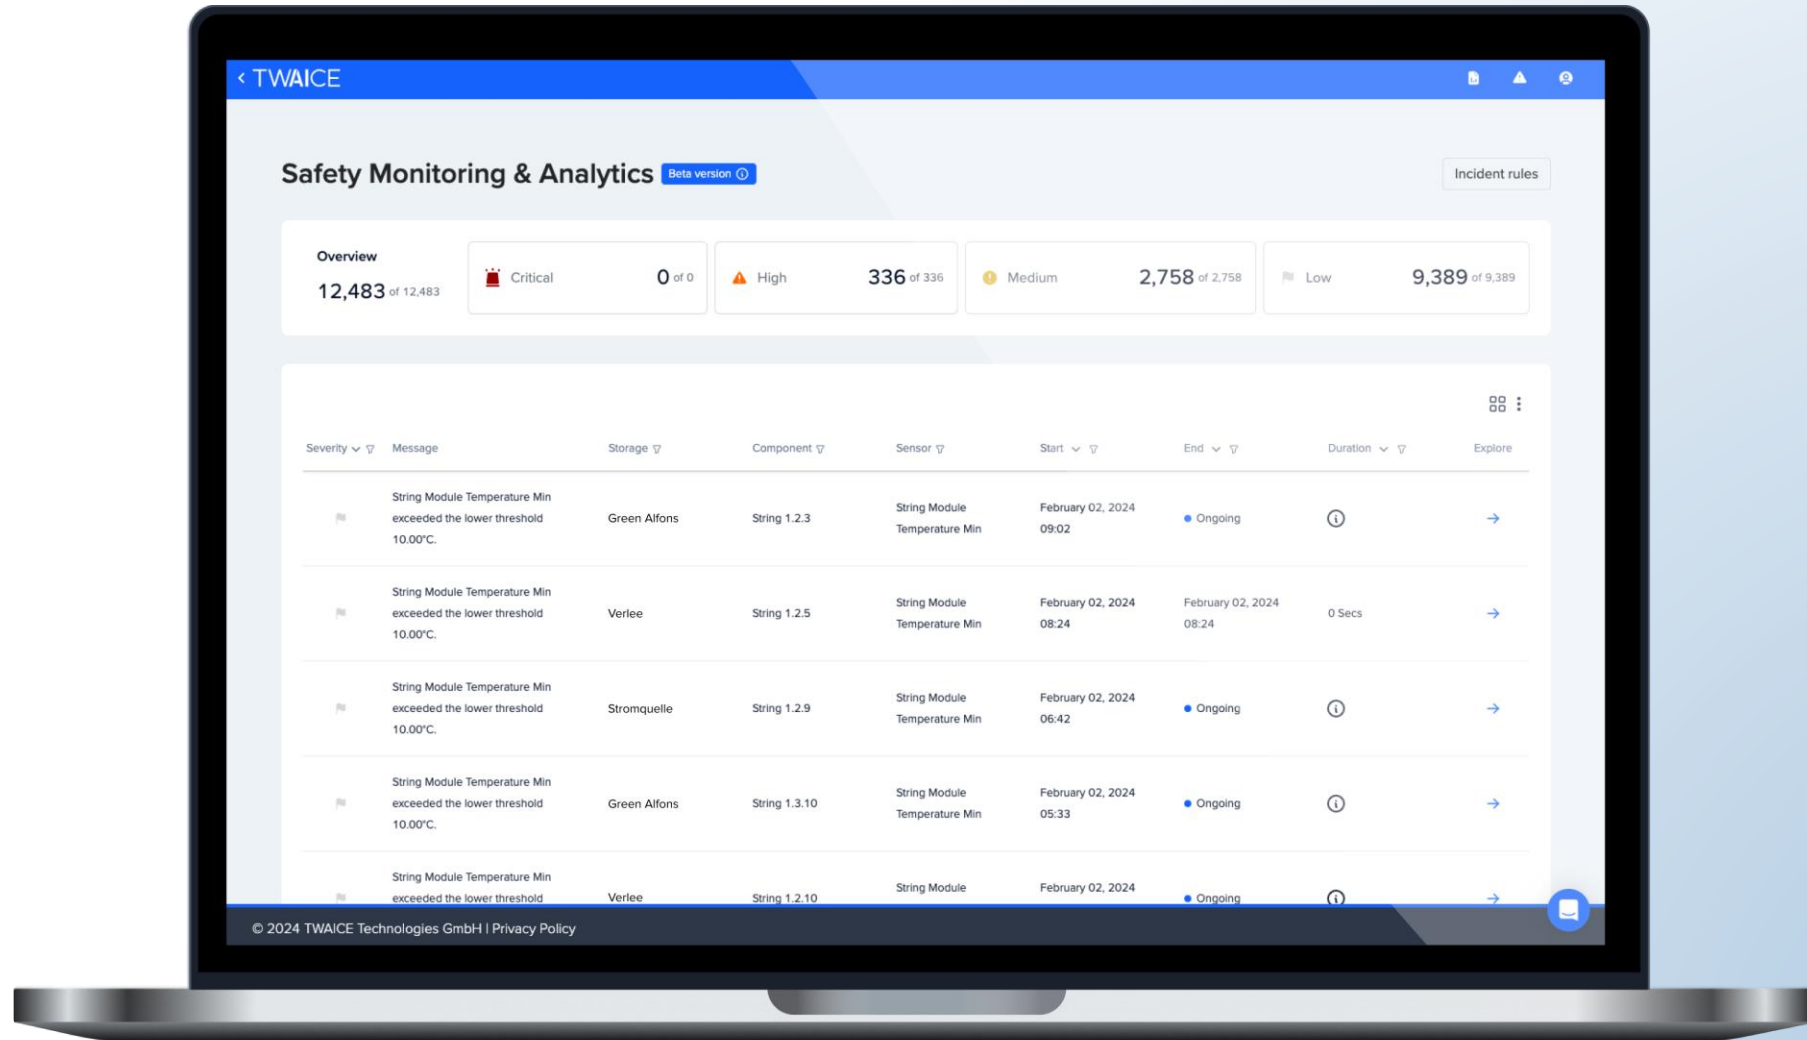 TWAICE
Safety Monitoring & Analytics Beta version
Incident rules
Overview
12,483 of 12,483
Critical 0 of 0
High 336 of 336
Medium 2,758 of 2,758
Low 9,389 of 9,389
Severity Message Storage Component Sensor Start End Duration Explore
String Module Temperature Min
exceeded the lower threshold
10.00°C.
Green Alfons
String 1.2.3
String Module
Temperature Min
February 02, 2024
09:02
Ongoing
String Module Temperature Min
exceeded the lower threshold
10.00°C.
Verlee
String 1.2.5
String Module
Temperature Min
February 02, 2024
08:24
February 02, 2024
08:24
0 Secs
String Module Temperature Min
exceeded the lower threshold
10.00°C.
Stromquelle
String 1.2.9
String Module
Temperature Min
February 02, 2024
06:42
Ongoing
String Module Temperature Min
exceeded the lower threshold
10.00°C.
Green Alfons
String 1.3.10
String Module
Temperature Min
February 02, 2024
05:33
Ongoing
String Module Temperature Min
exceeded the lower threshold
Verlee
String 1.2.10
String Module
February 02, 2024
Ongoing
© 2024 TWAICE Technologies GmbH | Privacy Policy